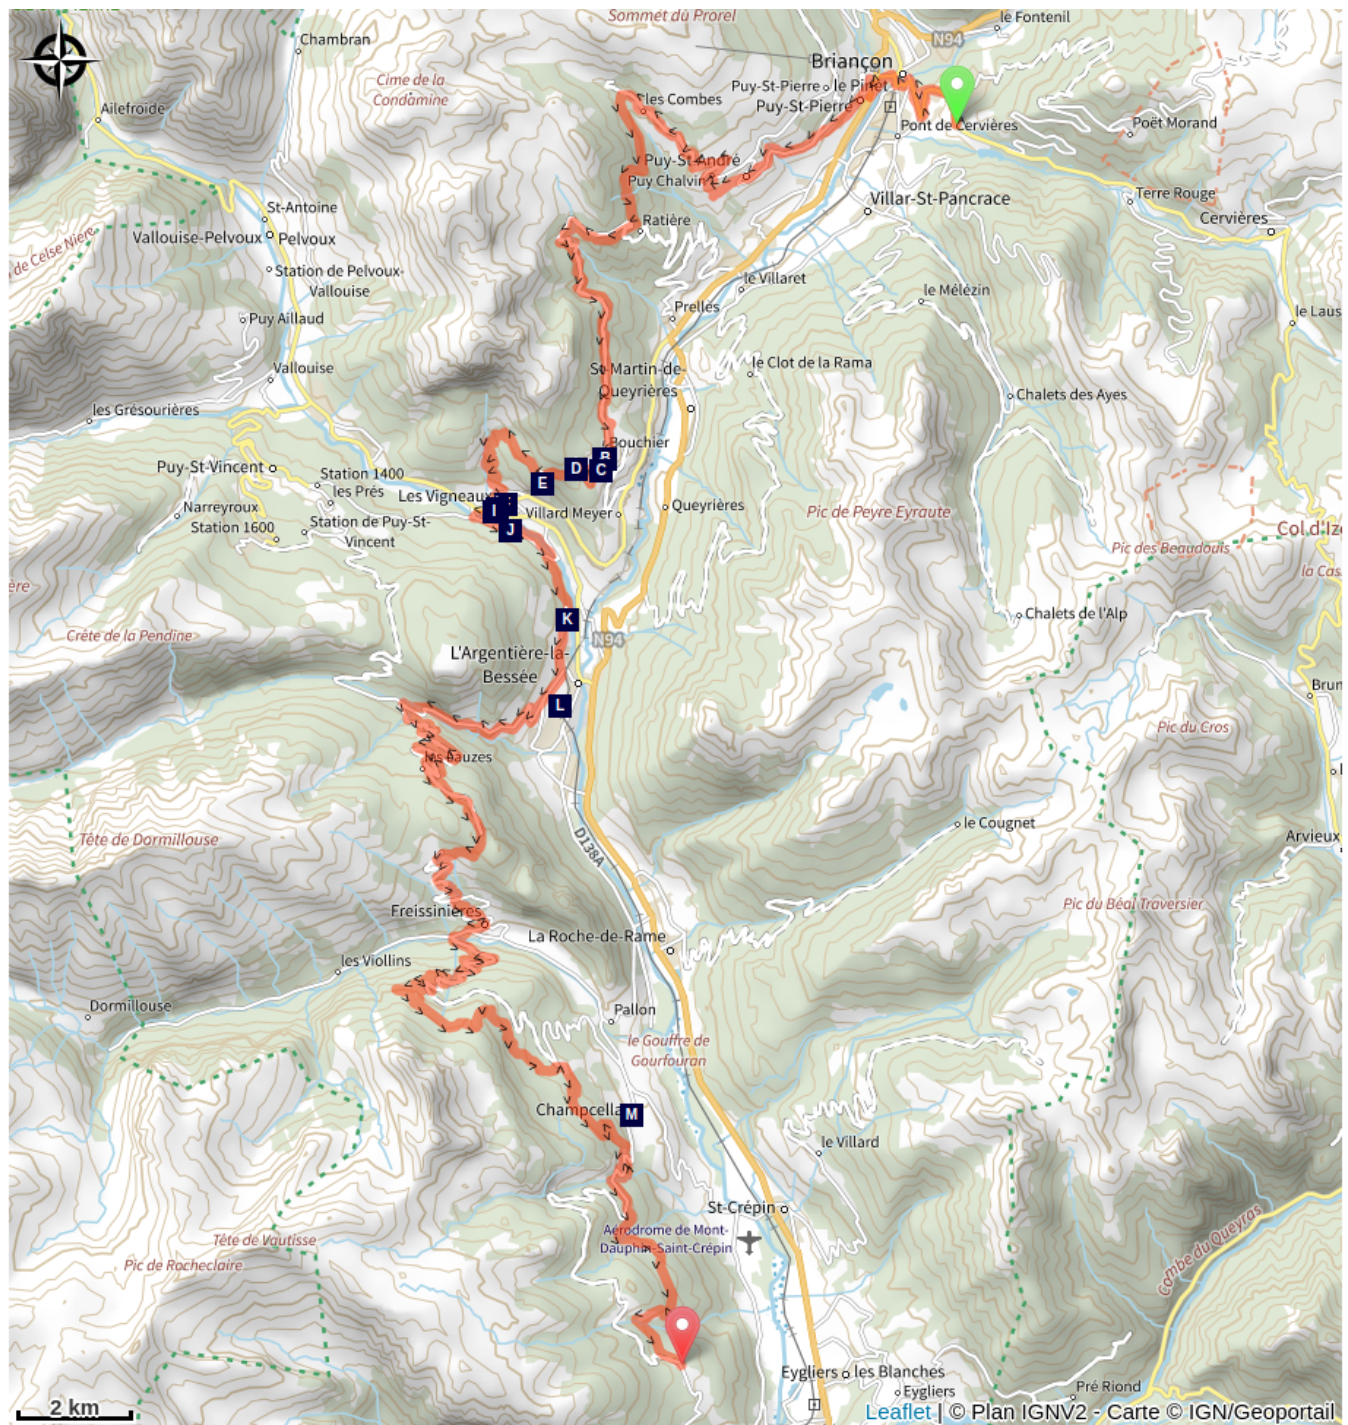 Sommet du Prorel
le Fontenil
N94
Chambran
Briançon
Cime de la
Condamine
Puy-St-Pierre
le Pinet
Puy-St-Pierre
les Combes
Ailefroide
Pont de Cervières
Poët Morand
Puy-St-André
Puy Chalvin
Terre Rouge
St-Antoine
Villar-St-Pancrace
Cervières
Ratière
Vallouise-Pelvoux
Pelvoux
de Celse Niere
Station de Pelvoux-
Vallouise
le Villaret
le Mélézin
Prelles
le Laus
Puy Aillaud
Vallouise
St-Martin-de-
Queyrières
le Clot de la Rama
Chalets des Ayes
les Grésourières
Bouchier
B
D
C
Puy-St-Vincent
Station 1400
les Prés
E
Les Vigneaux
I
Villard Meyer
Queyrières
Narreyroux
Station 1600
Station de Puy-St-
Vincent
J
Pic de Peyre Eyraute
Col d'Izo
Pic des Beaudouis
la Cas
ère
Chalets de l'Alp
K
N94
Crête de la Pendine
L'Argentière-la-
Bessée
Brun
L
Pic du Cros
les Hauzes
Tête de Dormillouse
le Cougnet
D138A
Arvieux
Pic du Béal Traversier
Freissinières
La Roche-de-Rame
les Viollins
Dormillouse
Pallon
le Gouffre de
Gourfouran
Champcella
M
le Villard
St-Crépin
Combe du Queyras
Tête de Vautisse
Aérodrome de Mont-
Dauphin-Saint-Crépin
Pic de Rocheclaire
Eygliers
les Blanches
Eygliers
Pré Riond
2 km
Leaflet | © Plan IGNV2 - Carte © IGN/Geoportail